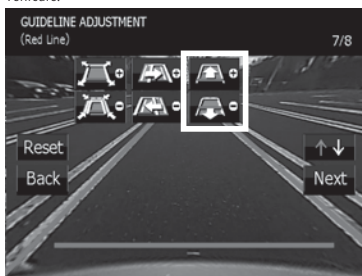 GUIDELINE ADJUSTMENT
(Red Line) 7/8
+ + +
- - -
Reset ↑↓
Back Next